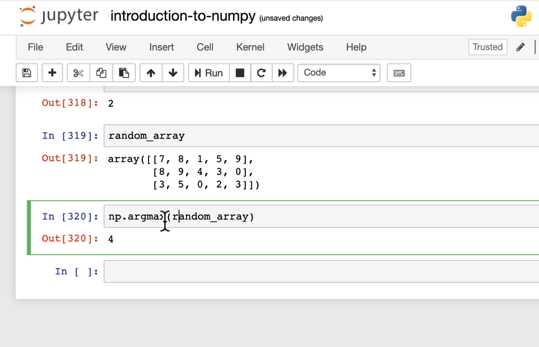 jupyter introduction-to-numpy (unsaved changes)
File Edit View Insert Cell Kernel Widgets Help Trusted
Run Code
Out[318]: 2
In [319]: random_array
Out[319]: array([[7, 8, 1, 5, 9],
[8, 9, 4, 3, 0],
[3, 5, 0, 2, 3]])
In [320]: np.argmax(random_array)
Out[320]: 4
In [ ]: